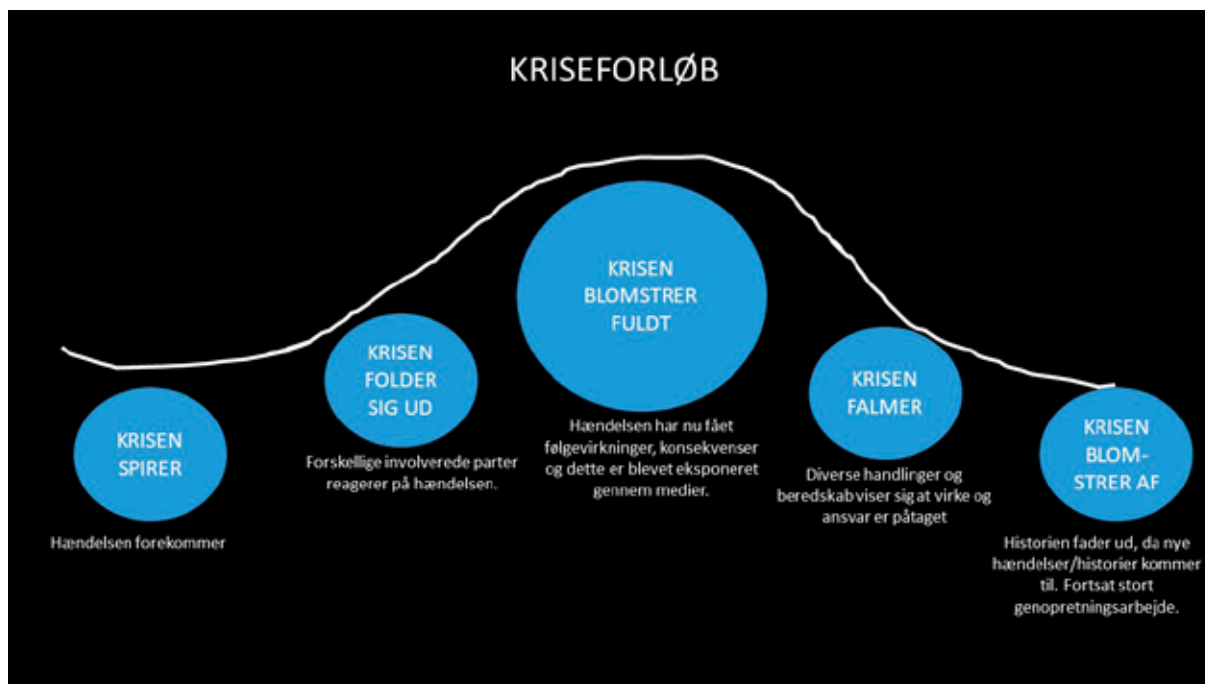 KRISEFORLØB
KRISEN
SPIRER
Hændelsen forekommer
KRISEN
FOLDER
SIG UD
Forskellige involverede parter
reagerer på hændelsen.
KRISEN
BLOMSTRER
FULDT
Hændelsen har nu fået
følgevirkninger, konsekvenser
og dette er blevet eksponeret
gennem medier.
KRISEN
FALMER
Diverse handlinger og
beredskab viser sig at virke og
ansvar er påtaget
KRISEN
BLOM-
STRER AF
Historien fader ud, da nye
hændelser/historier kommer
til. Fortsat stort
genopretningsarbejde.